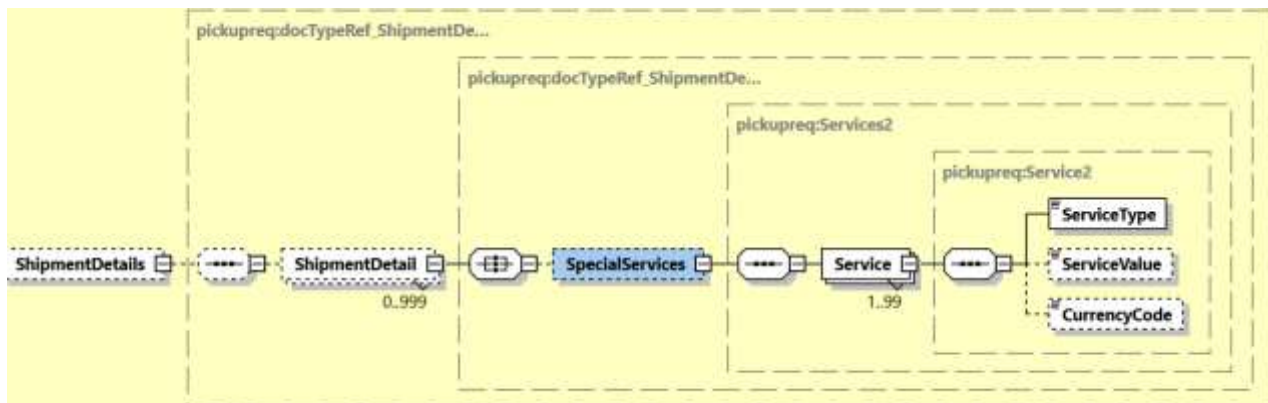 pickupreq:docTypeRef_ShipmentDe...
pickupreq:docTypeRef_ShipmentDe...
pickupreq:Services2
pickupreq:Service2
ServiceType
ShipmentDetails
ShipmentDetail
SpecialServices
Service
ServiceValue
0..999
1..99
CurrencyCode